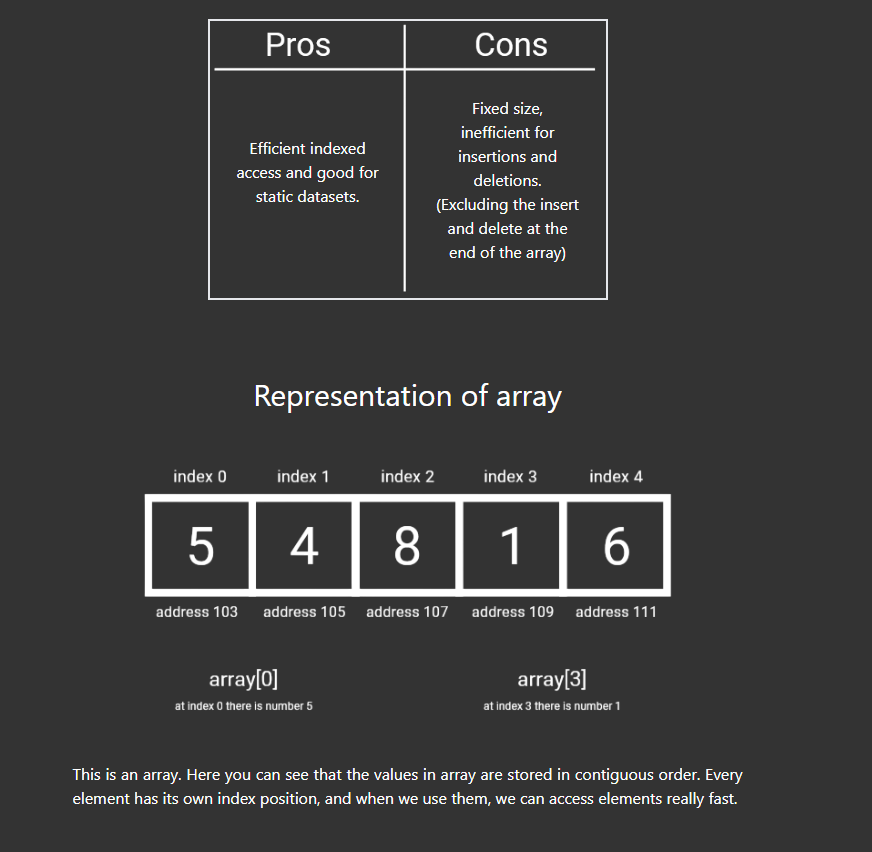 Pros
Cons
Efficient indexed
access and good for
static datasets.
Fixed size,
inefficient for
insertions and
deletions.
(Excluding the insert
and delete at the
end of the array)
Representation of array
index 0 index 1 index 2 index 3 index 4
5 4 8 1 6
address 103 address 105 address 107 address 109 address 111
array[0]
at index 0 there is number 5
array[3]
at index 3 there is number 1
This is an array. Here you can see that the values in array are stored in contiguous order. Every
element has its own index position, and when we use them, we can access elements really fast.